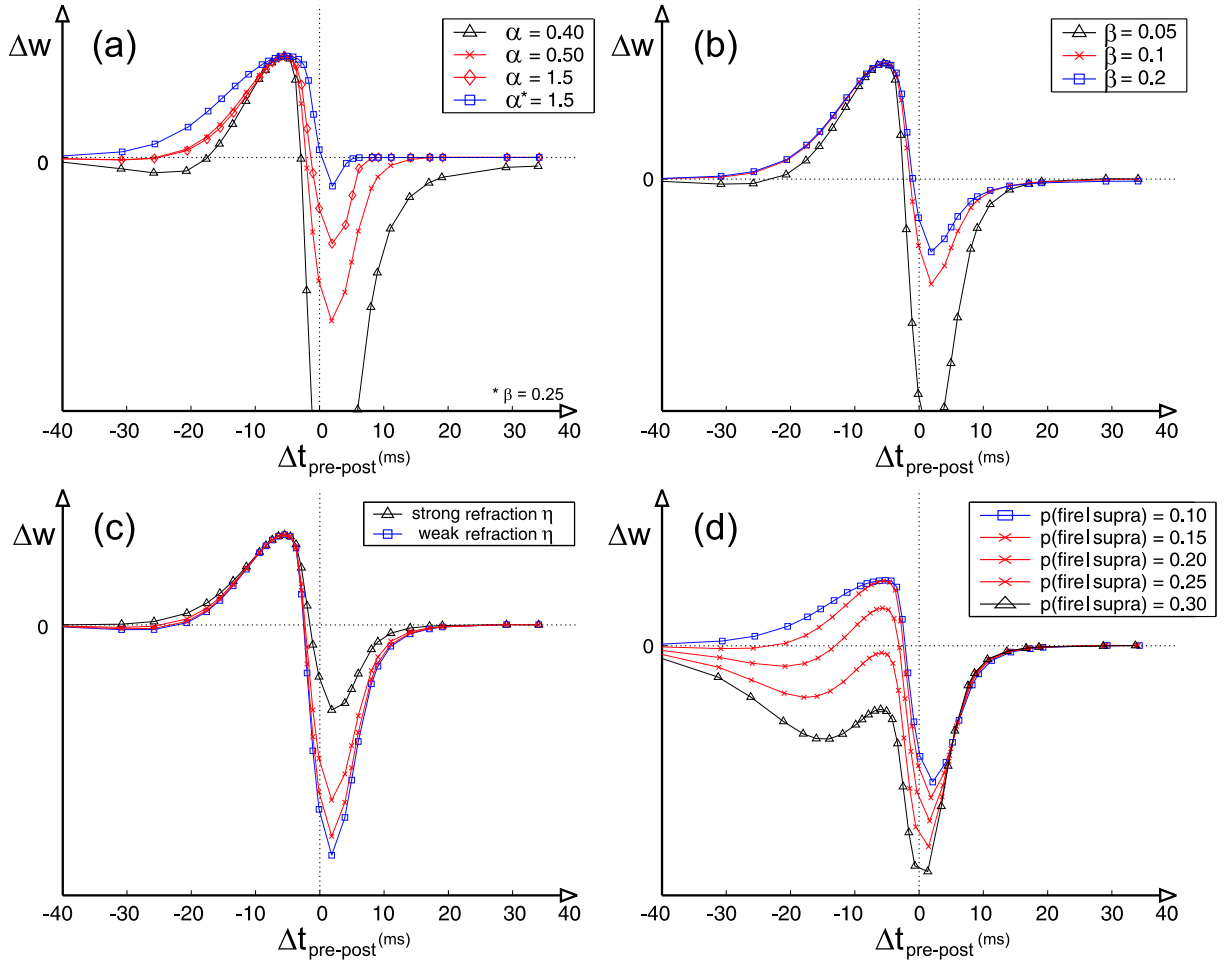 Δw
(a)
α = 0.40
α = 0.50
α = 1.5
α* = 1.5
0
* β = 0.25
-40 -30 -20 -10 0 10 20 30 40
Δt pre-post (ms)
(b)
β = 0.05
β = 0.1
β = 0.2
0
-40 -30 -20 -10 0 10 20 30 40
Δt pre-post (ms)
Δw
(c)
strong refraction η
weak refraction η
0
-40 -30 -20 -10 0 10 20 30 40
Δt pre-post (ms)
Δw
(d)
p(fire|supra) = 0.10
p(fire|supra) = 0.15
p(fire|supra) = 0.20
p(fire|supra) = 0.25
p(fire|supra) = 0.30
0
-40 -30 -20 -10 0 10 20 30 40
Δt pre-post (ms)